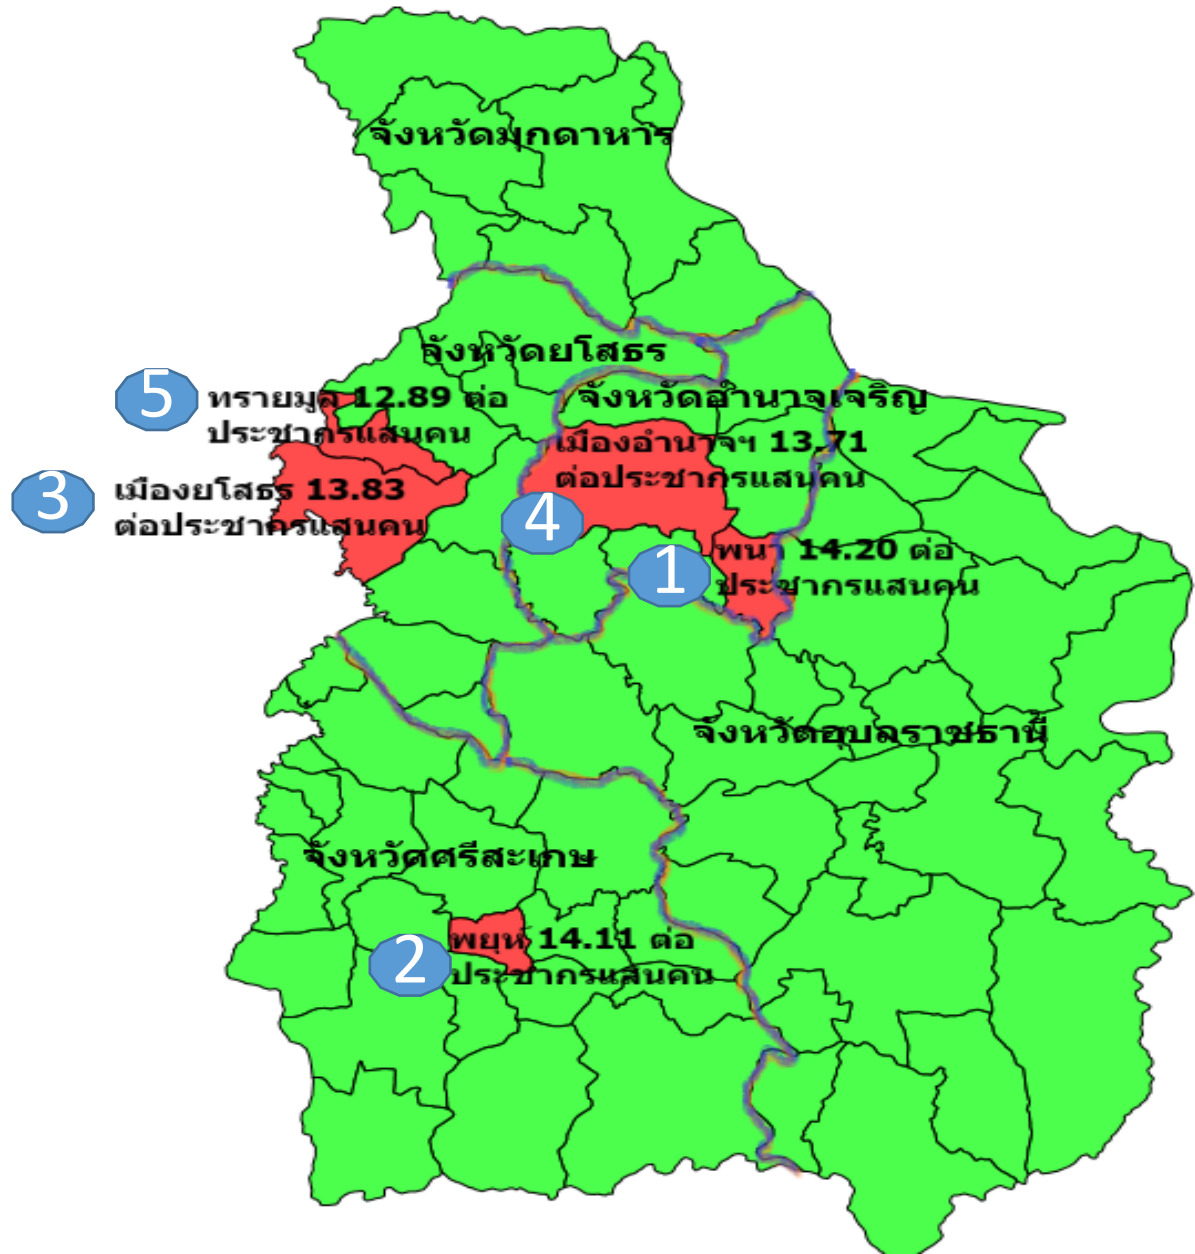 จังหวัดมุกดาหาร
จังหวัดยโสธร
5
ทรายมูล 12.89 ต่อ
ประชากรแสนคน
จังหวัดอำนาจเจริญ
เมืองอำนาจฯ 13.71
ต่อประชากรแสนคน
3
เมืองยโสธร 13.83
ต่อประชากรแสนคน
4
1
พนา 14.20 ต่อ
ประชากรแสนคน
จังหวัดอุบลราชธานี
จังหวัดศรีสะเกษ
2
พยุห์ 14.11 ต่อ
ประชากรแสนคน